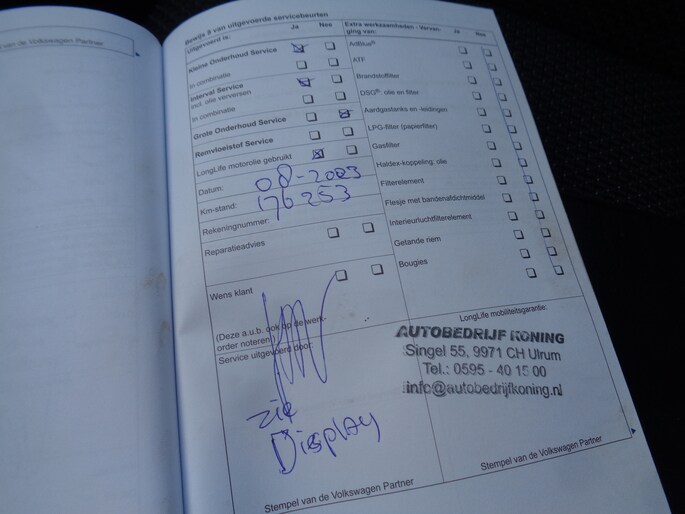 van de Volkswagen Partner
Bewijs 2 van uitgevoerde servicebeurten
Uitgevoerd is: Ja Nee
Kleine Onderhoud Service
In combinatie
Interval Service
incl. olie verversen
In combinatie
Grote Onderhoud Service
Remvloeistof Service
LongLife motorolie gebruikt
Datum: 08-2003
Km-stand: 176253
Rekeningnummer:
Reparatieadvies
Wens klant
(Deze a.u.b. ook op de werk-
order noteren.)
Service uitgevoerd door:
zie
Display
Stempel van de Volkswagen Partner
Extra werkzaamheden - Vervan-
ging van: Ja Nee
AdBlue®
ATF
Brandstoffilter
DSG®: olie en filter
Aardgastanks en -leidingen
LPG-filter (papierfilter)
Gasfilter
Haldex-koppeling: olie
Filterelement
Flesje met bandenafdichtmiddel
Interieurluchtfilterelement
Getande riem
Bougies
LongLife mobiliteitsgarantie:
AUTOBEDRIJF KONING
Singel 55, 9971 CH Ulrum
Tel.: 0595 - 40 15 00
info@autobedrijfkoning.nl
Stempel van de Volkswagen Partner